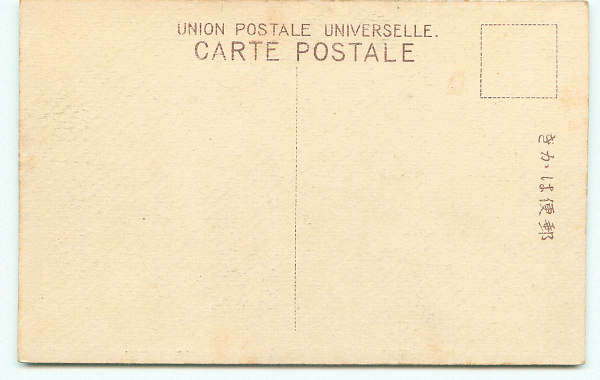 UNION POSTALE UNIVERSELLE.
CARTE POSTALE
きかは便郵